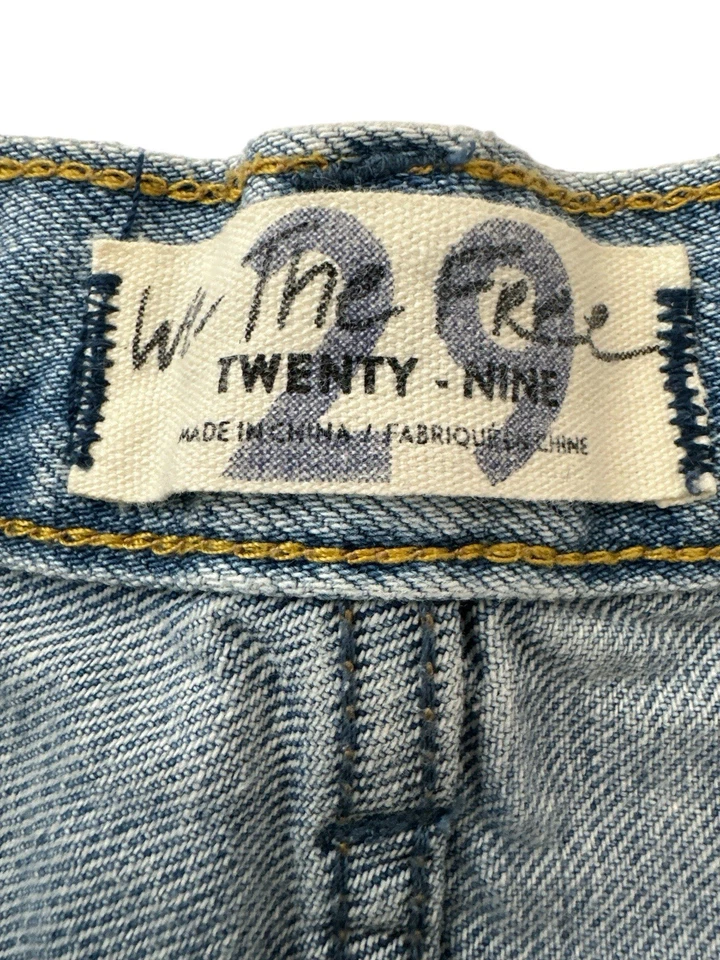 29
We The Free
TWENTY - NINE
MADE IN CHINA / FABRIQUÉ EN CHINE